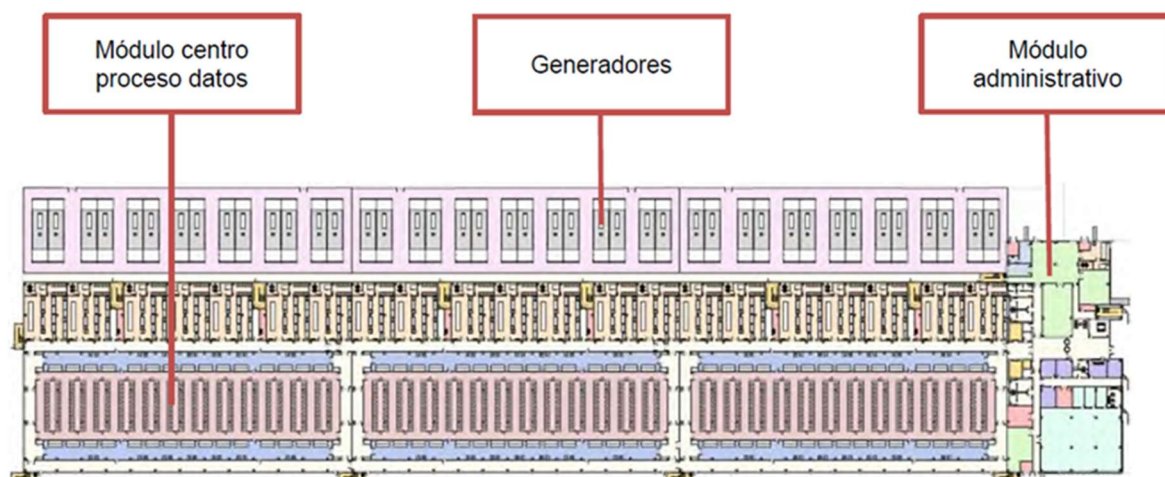 Módulo centro
proceso datos
Generadores
Módulo
administrativo